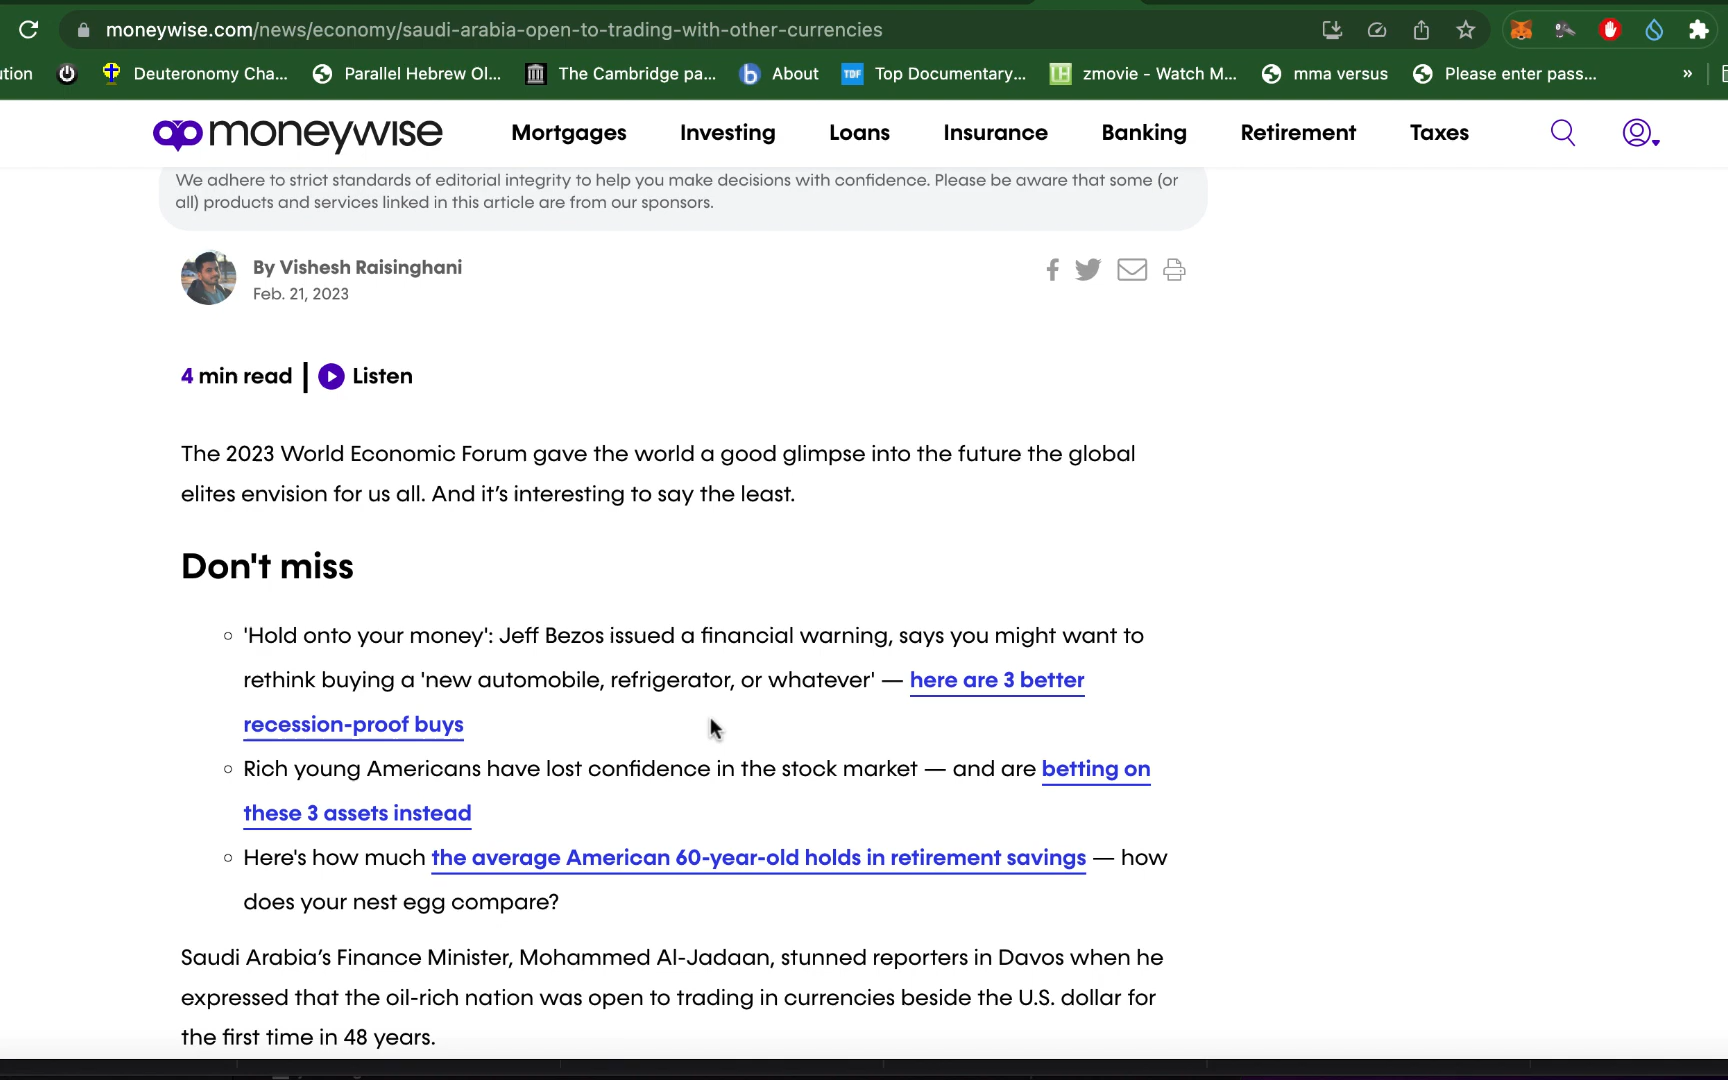 moneywise.com/news/economy/saudi-arabia-open-to-trading-with-other-currencies
ution Deuteronomy Cha... Parallel Hebrew Ol... The Cambridge pa... b About TDF Top Documentary... zmovie - Watch M... mma versus Please enter pass... »
moneywise Mortgages Investing Loans Insurance Banking Retirement Taxes
We adhere to strict standards of editorial integrity to help you make decisions with confidence. Please be aware that some (or
all) products and services linked in this article are from our sponsors.
By Vishesh Raisinghani
Feb. 21, 2023
4 min read | Listen
The 2023 World Economic Forum gave the world a good glimpse into the future the global
elites envision for us all. And it's interesting to say the least.
Don't miss
'Hold onto your money': Jeff Bezos issued a financial warning, says you might want to
rethink buying a 'new automobile, refrigerator, or whatever' — here are 3 better
recession-proof buys
Rich young Americans have lost confidence in the stock market — and are betting on
these 3 assets instead
Here's how much the average American 60-year-old holds in retirement savings — how
does your nest egg compare?
Saudi Arabia's Finance Minister, Mohammed Al-Jadaan, stunned reporters in Davos when he
expressed that the oil-rich nation was open to trading in currencies beside the U.S. dollar for
the first time in 48 years.